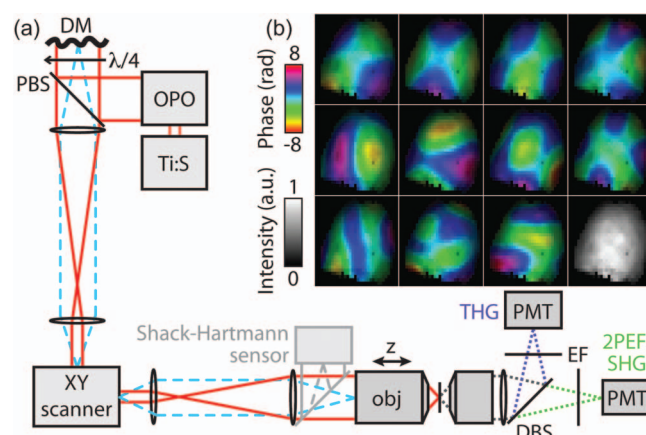 (a)
DM
λ/4
PBS
OPO
Ti:S
(b)
8
Phase (rad)
-8
1
Intensity (a.u.)
0
Shack-Hartmann
sensor
z
XY
scanner
obj
THG
PMT
EF
2PEF
SHG
PMT
DBS